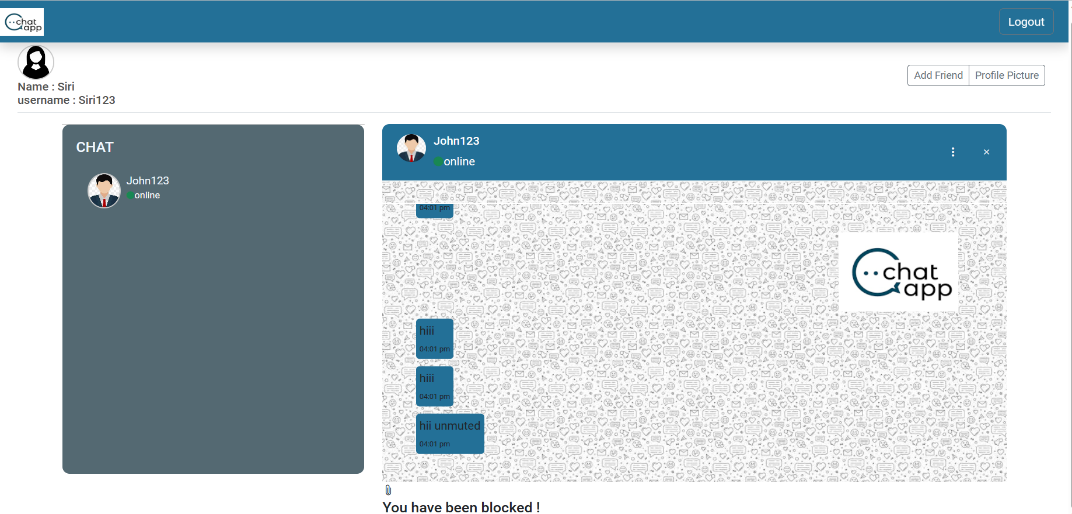 chat
app
Logout
Name : Siri
username : Siri123
Add Friend
Profile Picture
CHAT
John123
online
John123
online
04:01 pm
chat
app
hiii
04:01 pm
hiii
04:01 pm
hii unmuted
04:01 pm
You have been blocked !